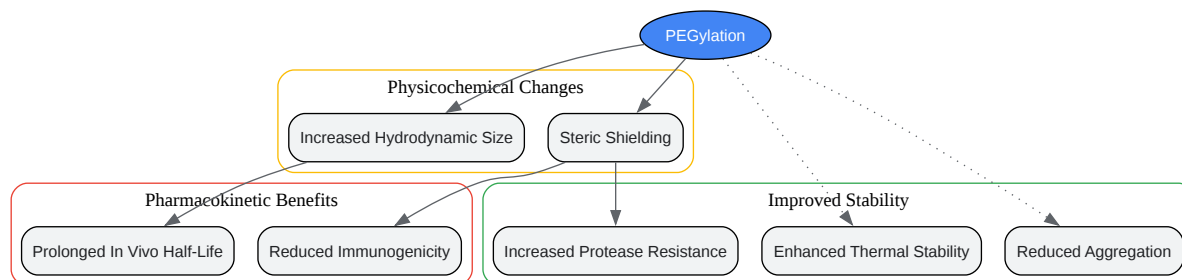 PEGylation
Physicochemical Changes
Increased Hydrodynamic Size
Steric Shielding
Pharmacokinetic Benefits
Prolonged In Vivo Half-Life
Reduced Immunogenicity
Improved Stability
Increased Protease Resistance
Enhanced Thermal Stability
Reduced Aggregation